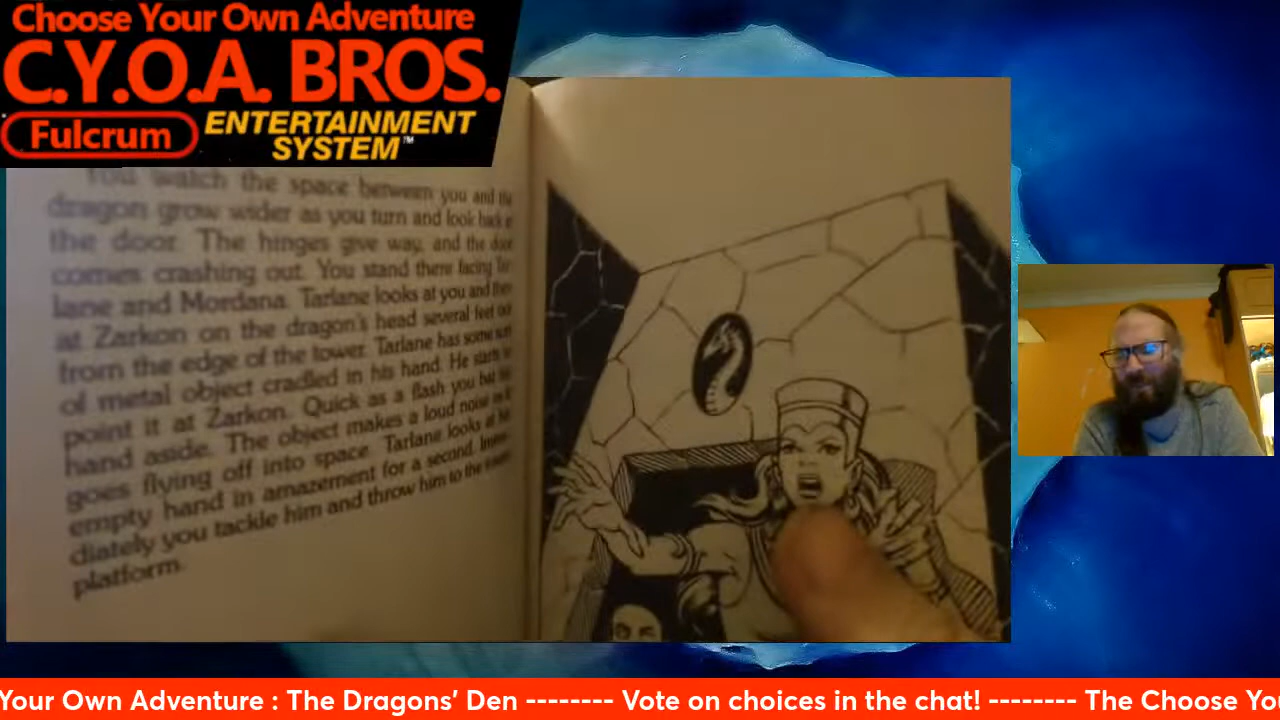 Choose Your Own Adventure
C.Y.O.A. BROS.
Fulcrum
ENTERTAINMENT
SYSTEM™
You watch the space between you and the
dragon grow wider as you turn and look back at
the door. The hinges give way, and the door
comes crashing out. You stand there facing Tar-
lane and Mordana. Tarlane looks at you and then
at Zarkon on the dragon's head several feet out
from the edge of the tower. Tarlane has some sort
of metal object cradled in his hand. He starts to
point it at Zarkon. Quick as a flash you bat his
hand aside. The object makes a loud noise as it
goes flying off into space. Tarlane looks at his
empty hand in amazement for a second. Imme-
diately you tackle him and throw him to the
platform.
Your Own Adventure : The Dragons' Den -------- Vote on choices in the chat! -------- The Choose You